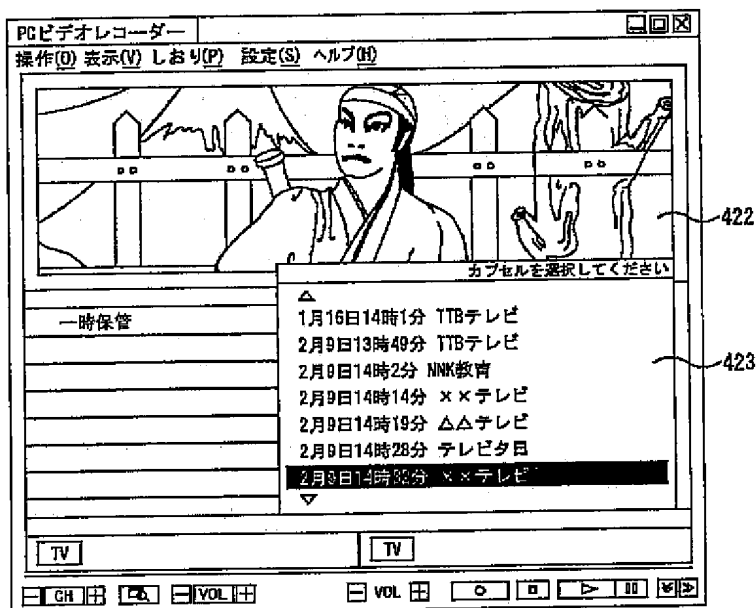 PCビデオレコーダー
操作(O) 表示(V) しおり(P) 設定(S) ヘルプ(H)
422
カプセルを選択してください
一時保管
1月16日14時1分 TTBテレビ
2月9日13時49分 TTBテレビ
2月9日14時2分 NNK教育
2月9日14時14分 ××テレビ
2月9日14時19分 △△テレビ
2月9日14時28分 テレビタ日
2月9日14時32分 ××テレビ
423
TV TV
CH VOL VOL